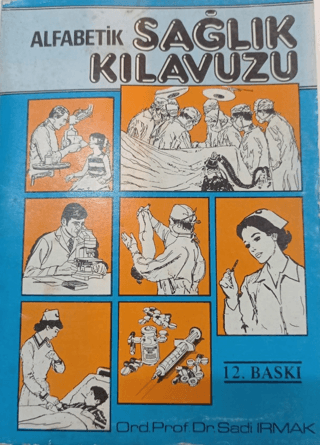 ALFABETİK SAĞLIK
KILAVUZU
12. BASKI
Ord.Prof.Dr.Sadi IRMAK